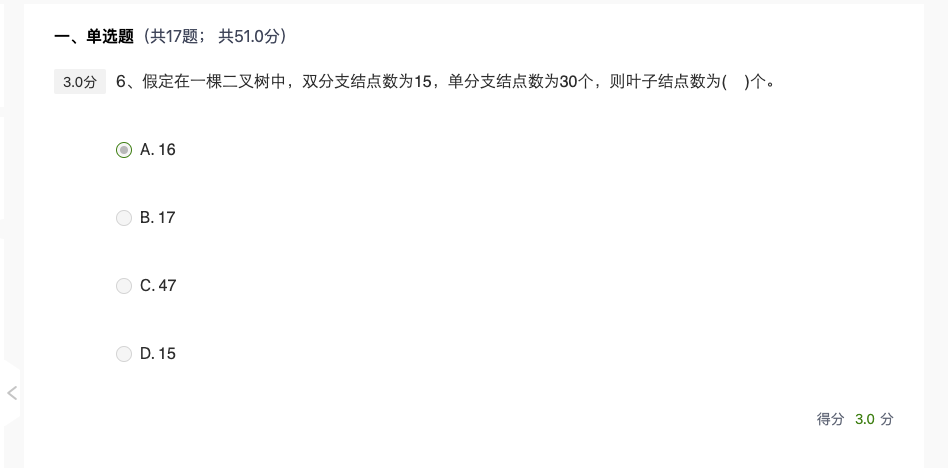 一、单选题（共17题； 共51.0分）
3.0分 6、假定在一棵二叉树中，双分支结点数为15，单分支结点数为30个，则叶子结点数为( )个。
A. 16
B. 17
C. 47
D. 15
得分 3.0 分